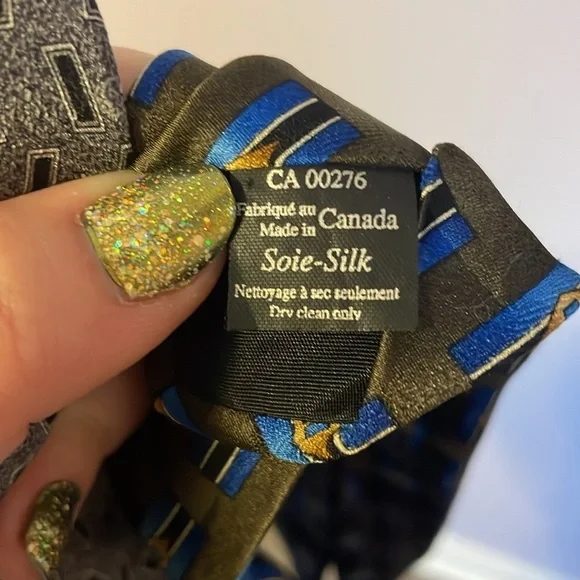 CA 00276
Fabriqué au
Made in Canada
Soie-Silk
Nettoyage à sec seulement
Dry clean only